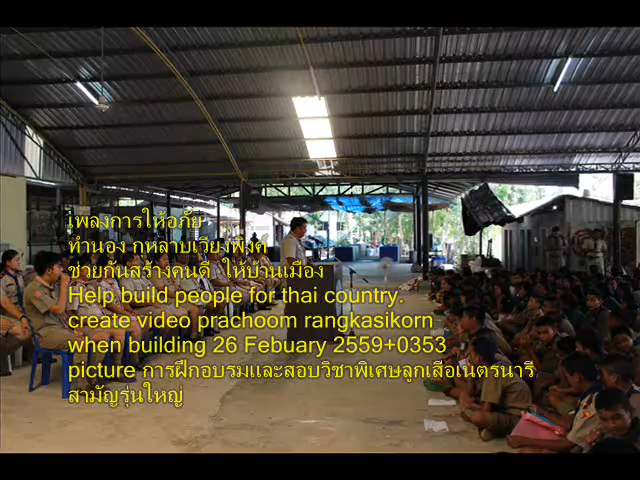 เพลงการให้อภัย
ทำนอง กุหลาบเวียงพิงค์
ช่วยกันสร้างคนดี ให้บ้านเมือง
Help build people for thai country.
create video prachoom rangkasikorn
when building 26 Febuary 2559+0353
picture การฝึกอบรมและสอบวิชาพิเศษลูกเสือเนตรนารี
สามัญรุ่นใหญ่